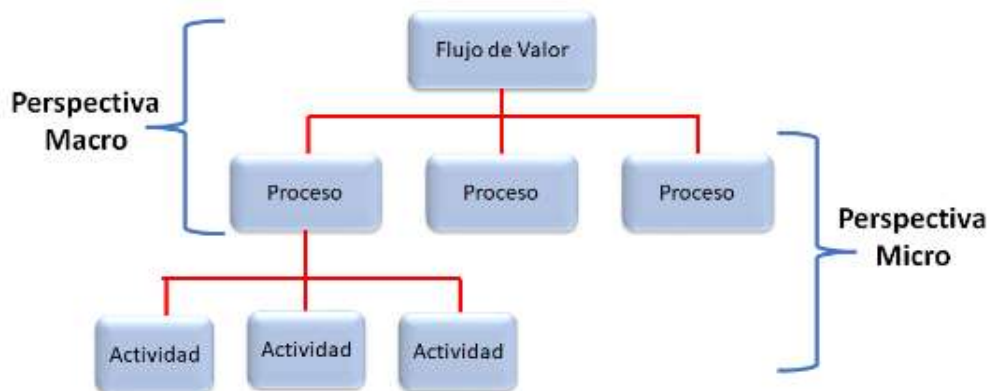 Flujo de Valor
Perspectiva
Macro
Proceso
Proceso
Proceso
Perspectiva
Micro
Actividad
Actividad
Actividad